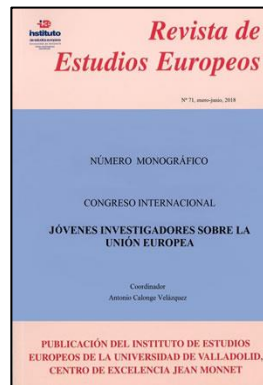 instituto
Revista de
Estudios Europeos
Nº 71, enero-junio, 2018
NÚMERO MONOGRÁFICO
CONGRESO INTERNACIONAL
JÓVENES INVESTIGADORES SOBRE LA
UNIÓN EUROPEA
Coordinador
Antonio Calonge Velázquez
PUBLICACIÓN DEL INSTITUTO DE ESTUDIOS
EUROPEOS DE LA UNIVERSIDAD DE VALLADOLID,
CENTRO DE EXCELENCIA JEAN MONNET